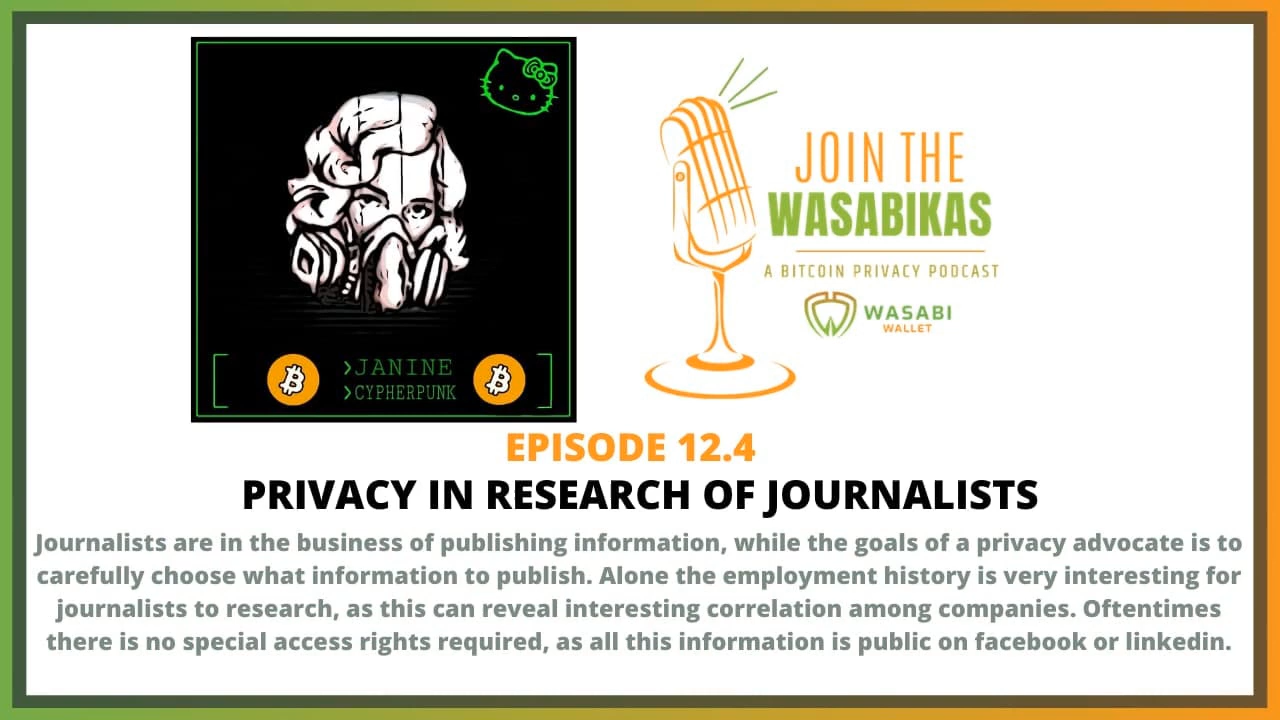 >JANINE
>CYPHERPUNK
JOIN THE
WASABIKAS
A BITCOIN PRIVACY PODCAST
WASABI
WALLET
EPISODE 12.4
PRIVACY IN RESEARCH OF JOURNALISTS
Journalists are in the business of publishing information, while the goals of a privacy advocate is to
carefully choose what information to publish. Alone the employment history is very interesting for
journalists to research, as this can reveal interesting correlation among companies. Oftentimes
there is no special access rights required, as all this information is public on facebook or linkedin.